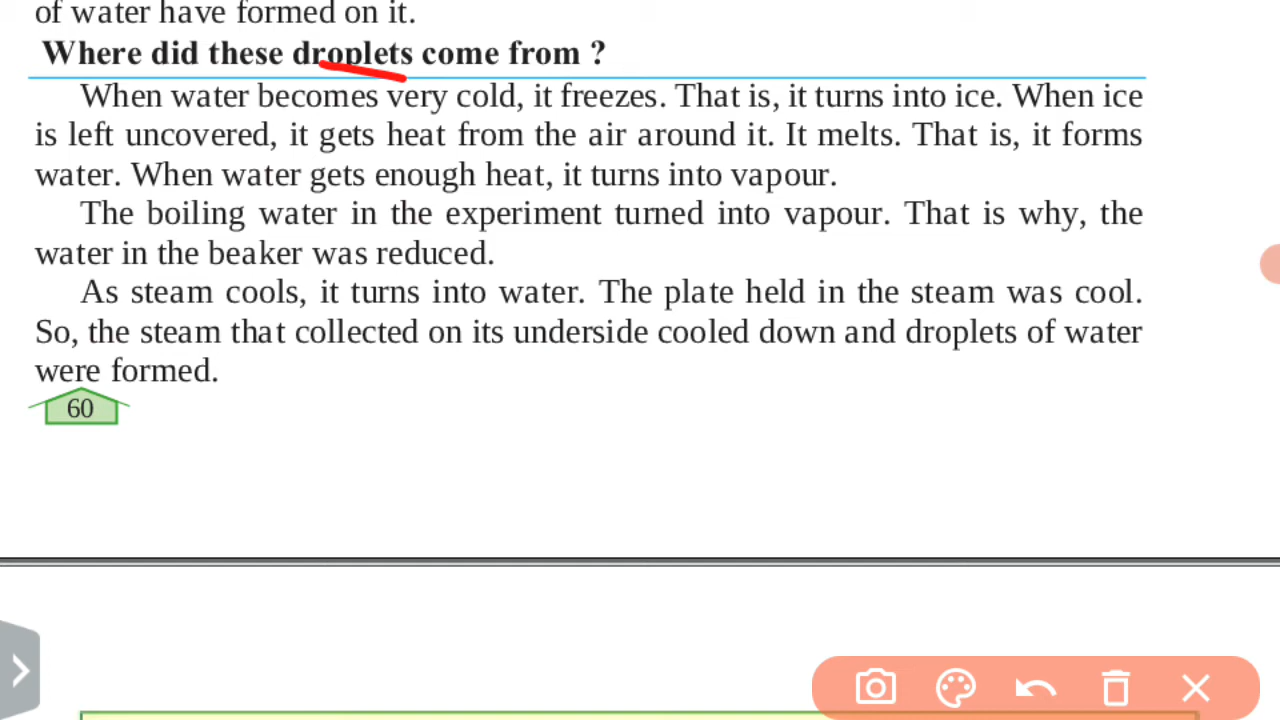 of water have formed on it.
Where did these droplets come from ?
When water becomes very cold, it freezes. That is, it turns into ice. When ice
is left uncovered, it gets heat from the air around it. It melts. That is, it forms
water. When water gets enough heat, it turns into vapour.
The boiling water in the experiment turned into vapour. That is why, the
water in the beaker was reduced.
As steam cools, it turns into water. The plate held in the steam was cool.
So, the steam that collected on its underside cooled down and droplets of water
were formed.
60